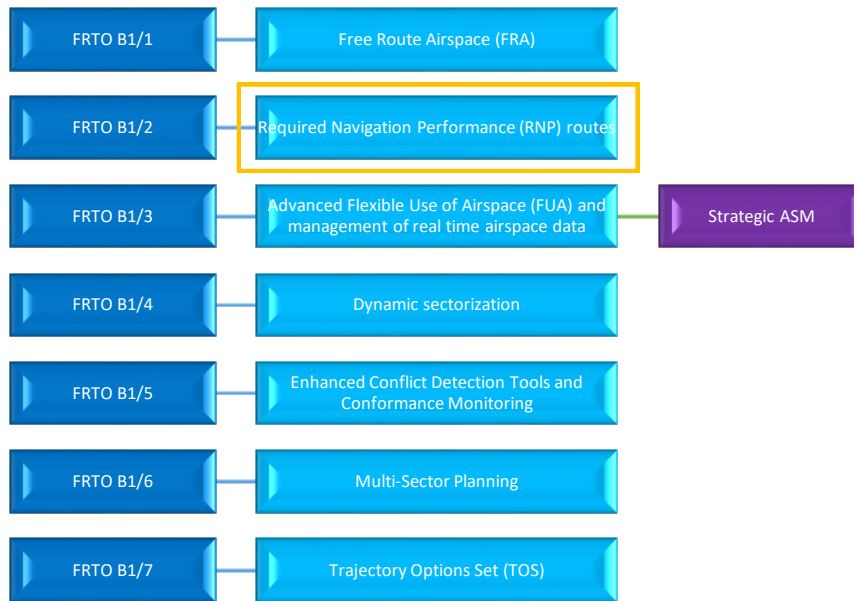 FRTO B1/1
Free Route Airspace (FRA)
FRTO B1/2
Required Navigation Performance (RNP) routes
FRTO B1/3
Advanced Flexible Use of Airspace (FUA) and
management of real time airspace data
Strategic ASM
FRTO B1/4
Dynamic sectorization
FRTO B1/5
Enhanced Conflict Detection Tools and
Conformance Monitoring
FRTO B1/6
Multi-Sector Planning
FRTO B1/7
Trajectory Options Set (TOS)